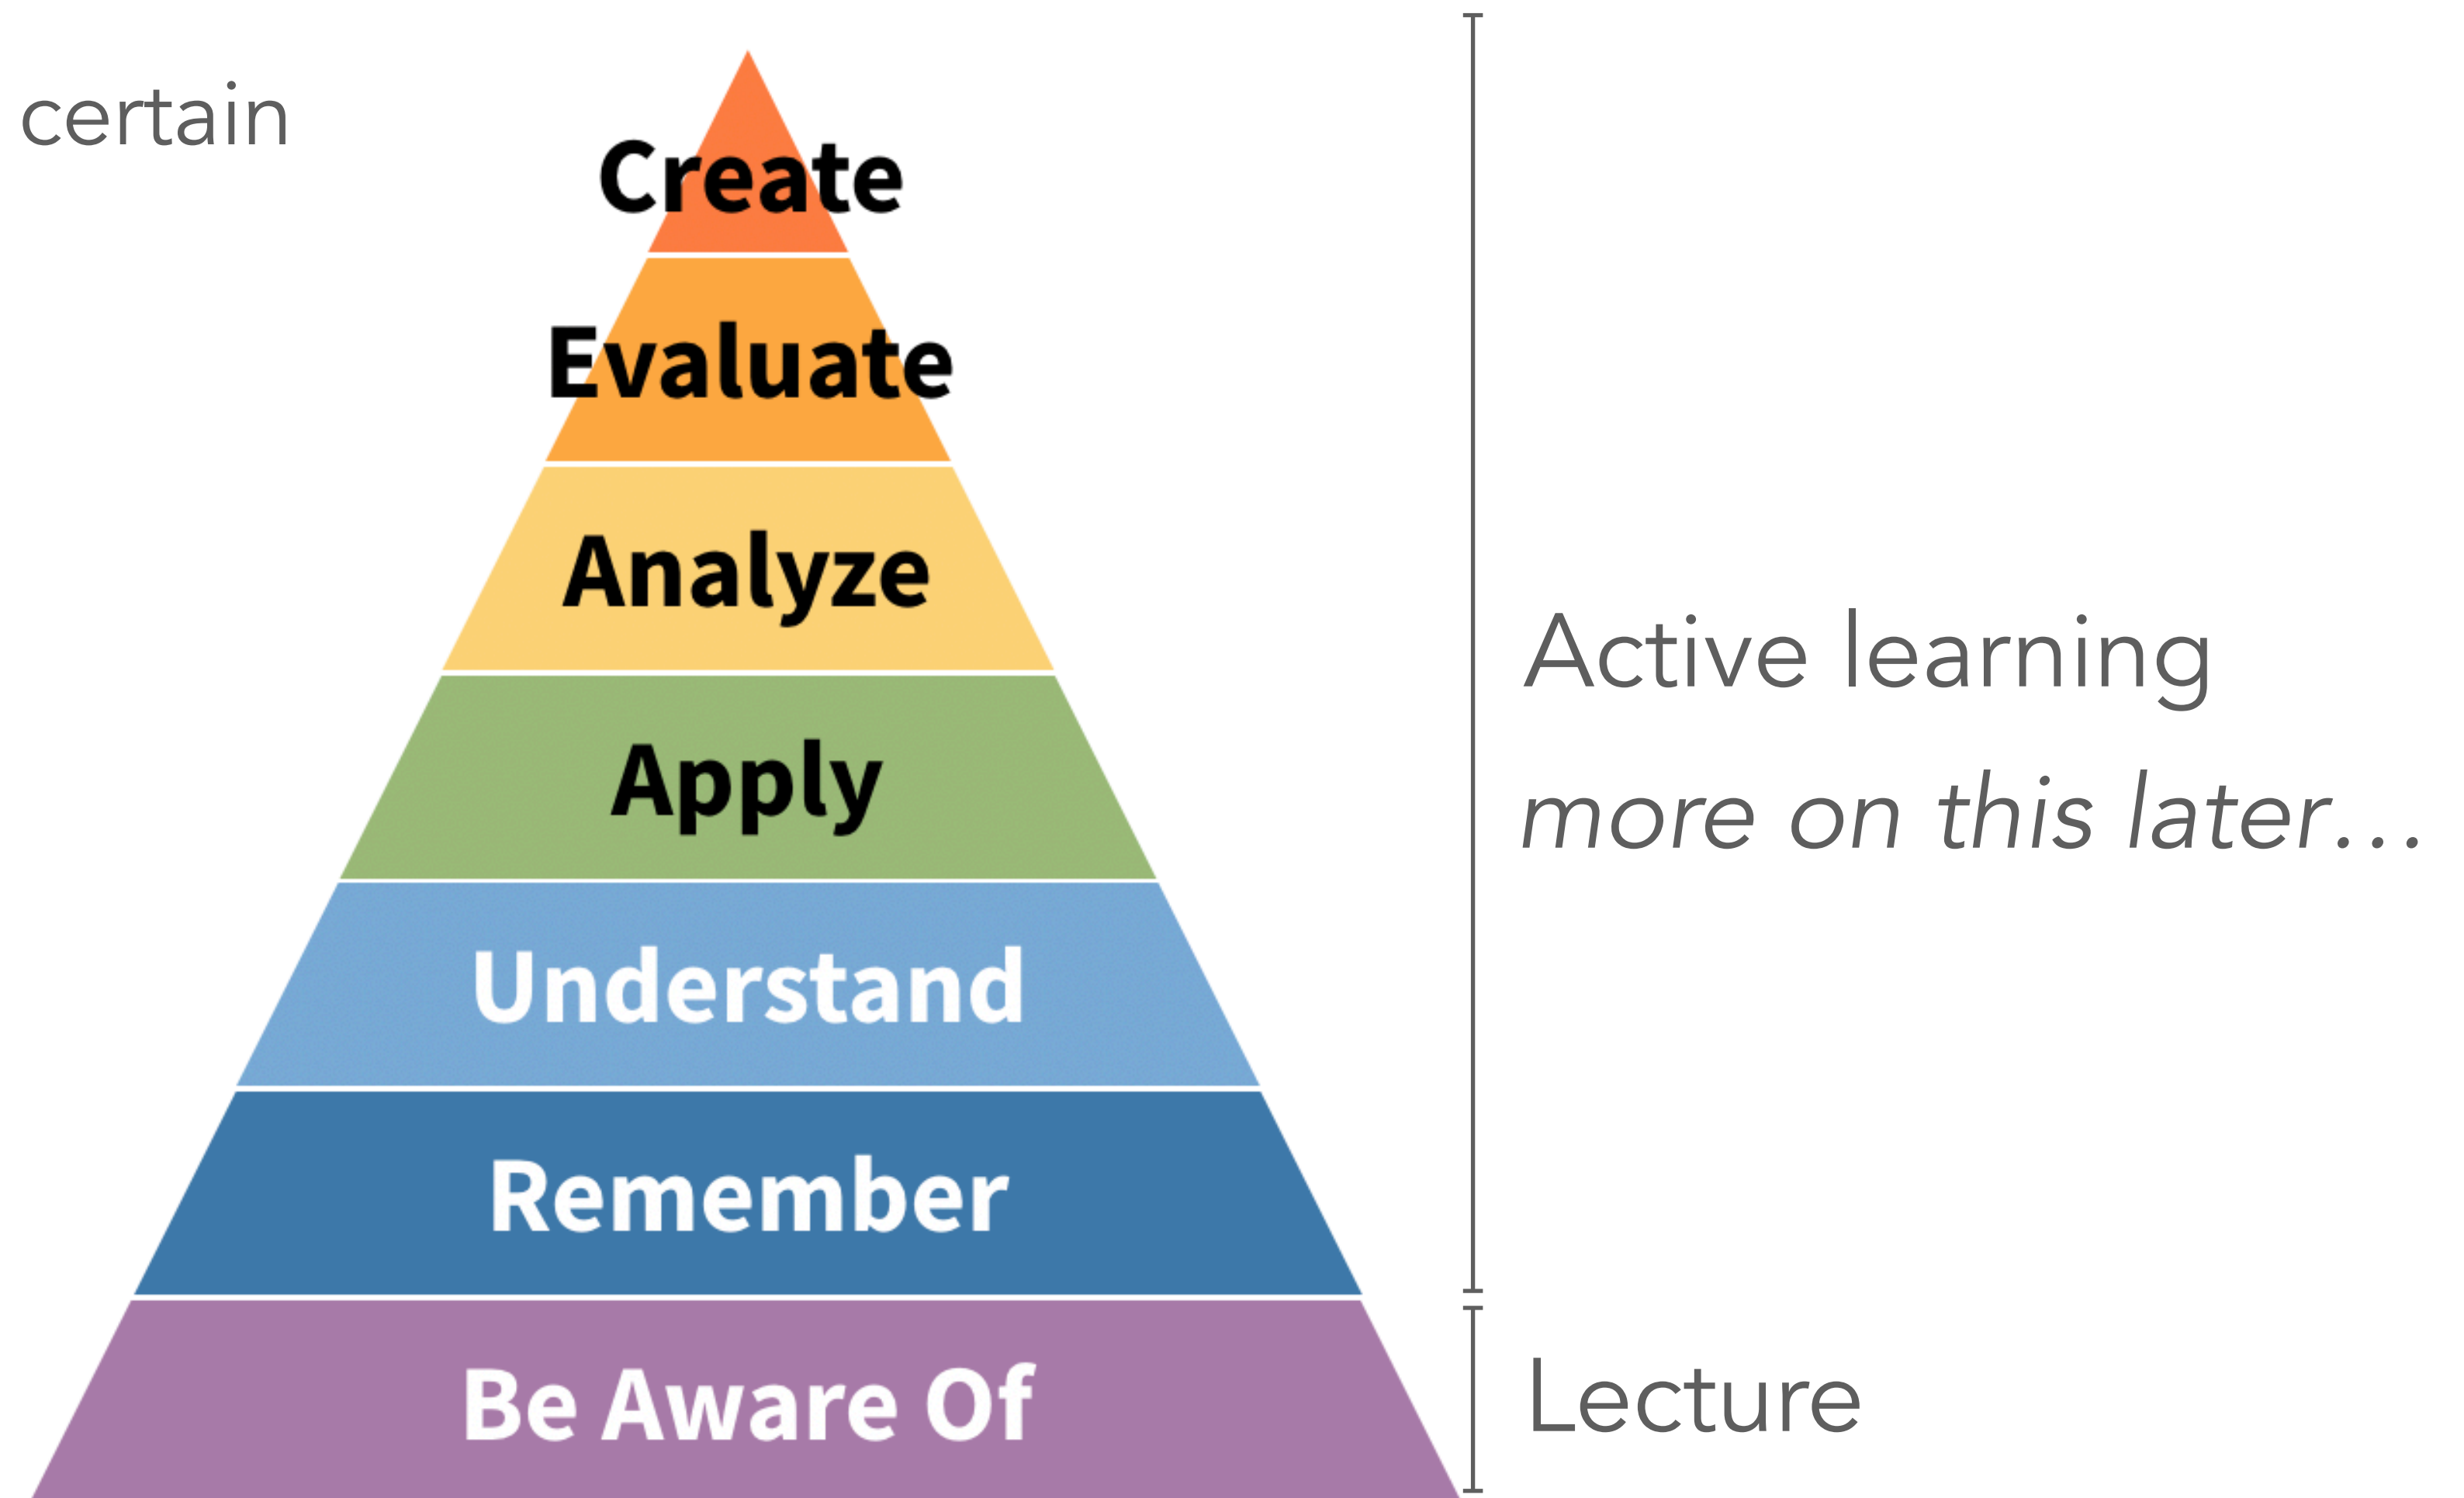 certain
Create
Evaluate
Analyze
Apply
Understand
Remember
Be Aware Of
Active learning
more on this later...
Lecture